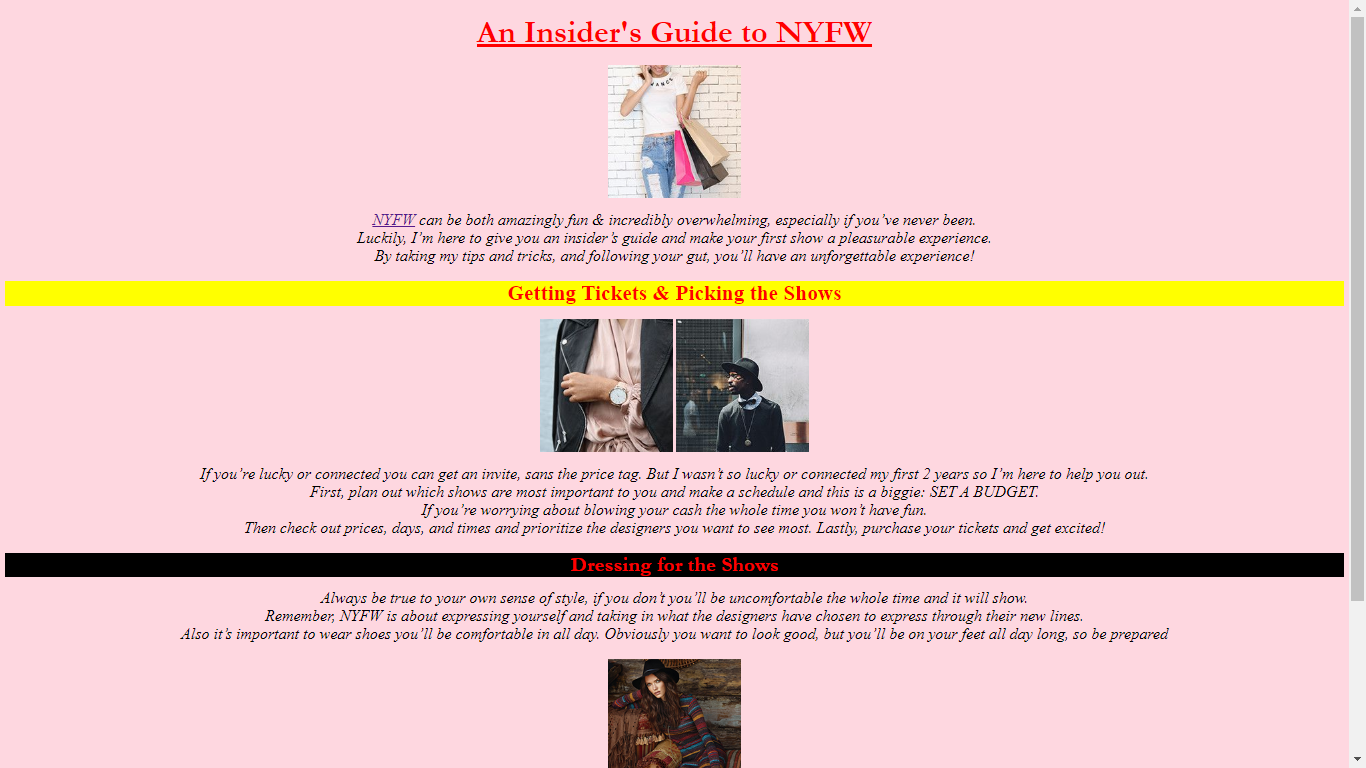 An Insider's Guide to NYFW
NYFW can be both amazingly fun & incredibly overwhelming, especially if you’ve never been.
Luckily, I’m here to give you an insider’s guide and make your first show a pleasurable experience.
By taking my tips and tricks, and following your gut, you’ll have an unforgettable experience!
Getting Tickets & Picking the Shows
If you’re lucky or connected you can get an invite, sans the price tag. But I wasn’t so lucky or connected my first 2 years so I’m here to help you out.
First, plan out which shows are most important to you and make a schedule and this is a biggie: SET A BUDGET.
If you’re worrying about blowing your cash the whole time you won’t have fun.
Then check out prices, days, and times and prioritize the designers you want to see most. Lastly, purchase your tickets and get excited!
Dressing for the Shows
Always be true to your own sense of style, if you don’t you’ll be uncomfortable the whole time and it will show.
Remember, NYFW is about expressing yourself and taking in what the designers have chosen to express through their new lines.
Also it’s important to wear shoes you’ll be comfortable in all day. Obviously you want to look good, but you’ll be on your feet all day long, so be prepared